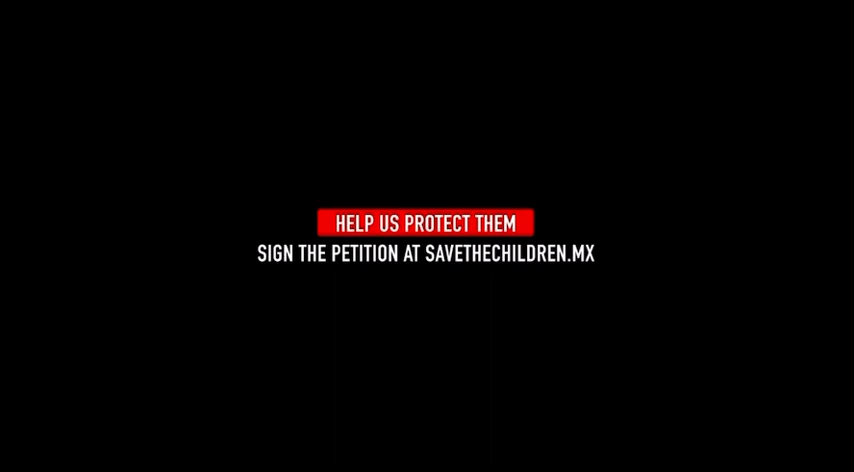 HELP US PROTECT THEM
SIGN THE PETITION AT SAVETHECHILDREN.MX